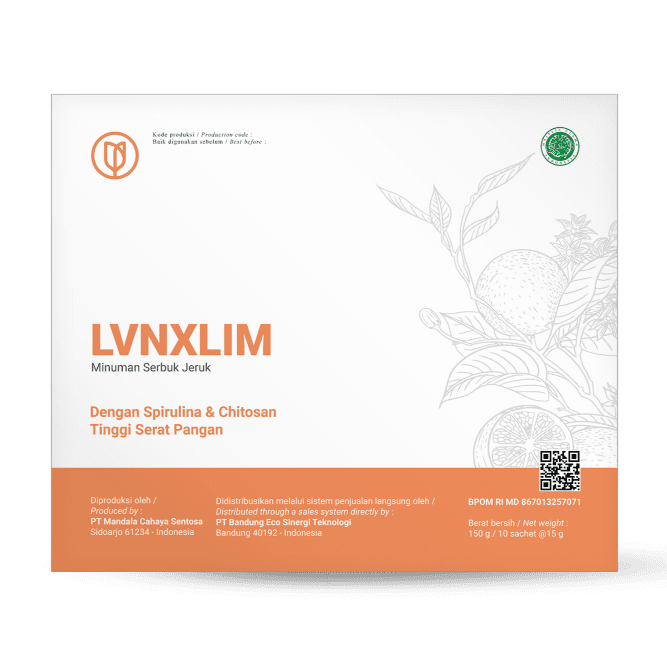 Kode produksi / Production code :
Baik digunakan sebelum / Best before :
LVNXLIM
Minuman Serbuk Jeruk
Dengan Spirulina & Chitosan
Tinggi Serat Pangan
Diproduksi oleh /
Produced by :
PT Mandala Cahaya Sentosa
Sidoarjo 61234 - Indonesia
Didistribusikan melalui sistem penjualan langsung oleh /
Distributed through a sales system directly by :
PT Bandung Eco Sinergi Teknologi
Bandung 40192 - Indonesia
BPOM RI MD 867013257071
Berat bersih / Net weight :
150 g / 10 sachet @15 g